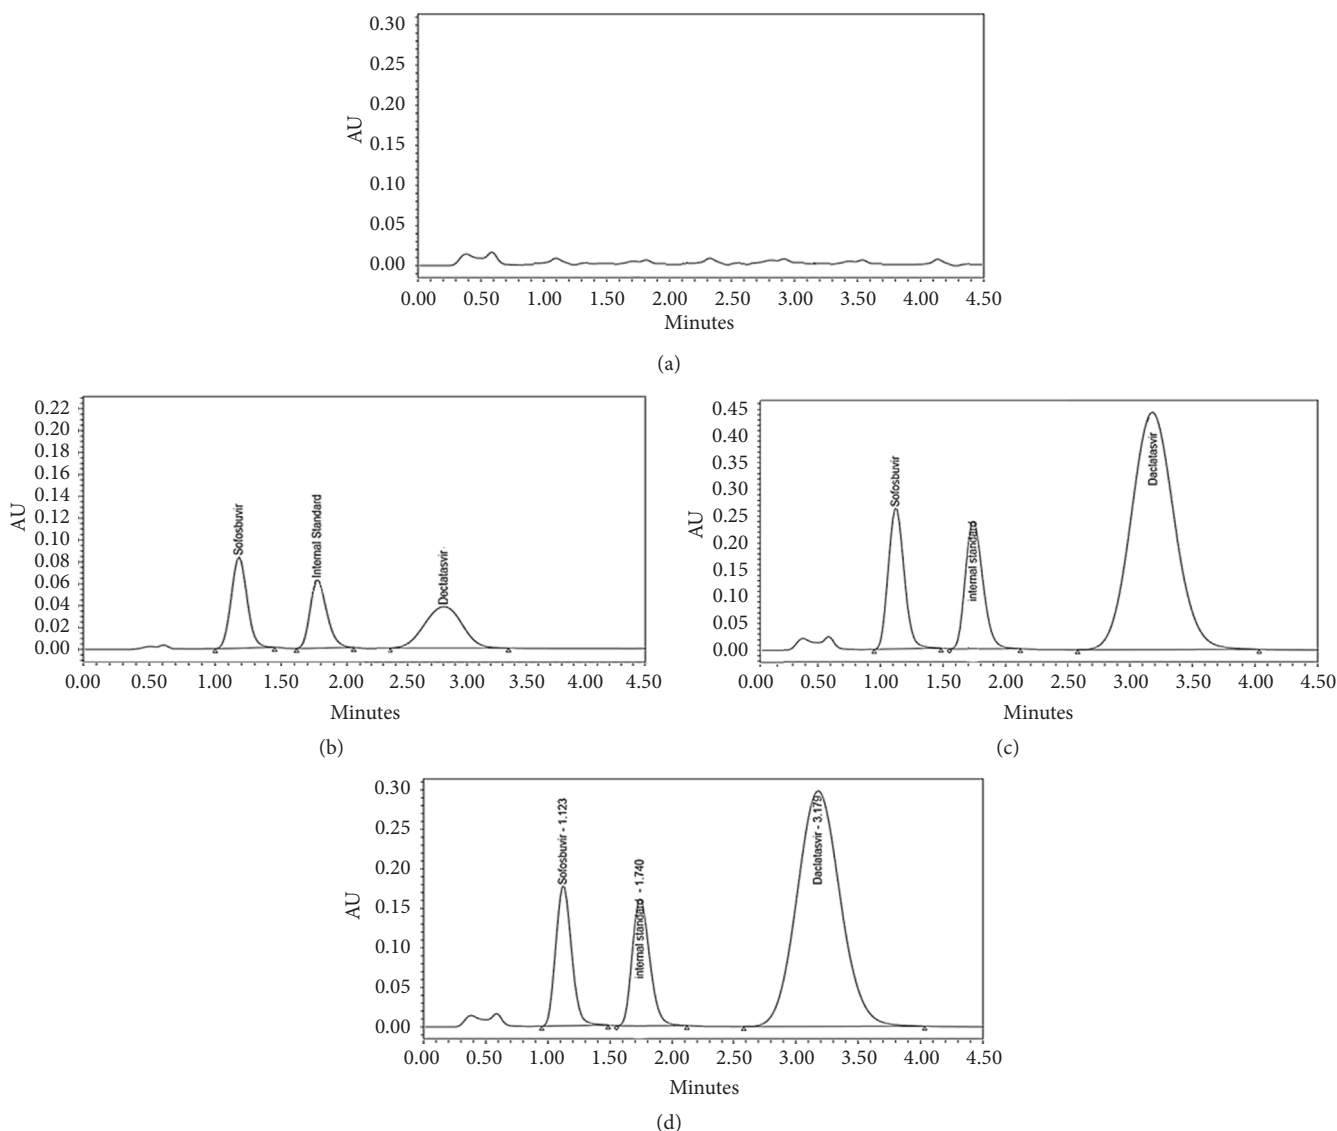 0.30
0.25
0.20
0.15
0.10
0.05
0.00
AU
0.00 0.50 1.00 1.50 2.00 2.50 3.00 3.50 4.00 4.50
Minutes
(a)
0.22
0.20
0.18
0.16
0.14
0.12
0.10
0.08
0.06
0.04
0.02
0.00
AU
Sofosbuvir
Internal Standard
Dectatasvir
0.00 0.50 1.00 1.50 2.00 2.50 3.00 3.50 4.50
Minutes
(b)
0.45
0.40
0.35
0.30
0.25
0.20
0.15
0.10
0.05
0.00
AU
Sofosbuvir
internal standard
Daclatasvir
0.00 0.50 1.00 1.50 2.00 2.50 3.00 3.50 4.00 4.50
Minutes
(c)
0.30
0.25
0.20
0.15
0.10
0.05
0.00
AU
Sofosbuvir - 1.123
internal standard - 1.740
Daclatasvir - 3.179
0.00 0.50 1.00 1.50 2.00 2.50 3.00 3.50 4.00 4.50
Minutes
(d)